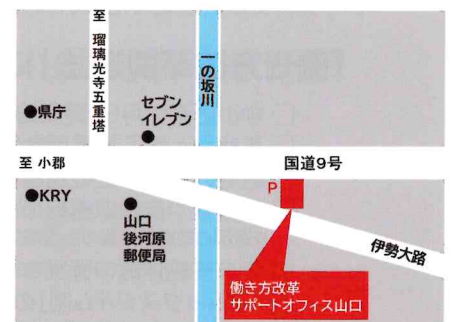 至
瑠璃光寺五重塔
一の坂川
●県庁
セブン
イレブン
至 小郡
国道9号
●KRY
P
山口
後河原
郵便局
伊勢大路
働き方改革
サポートオフィス山口